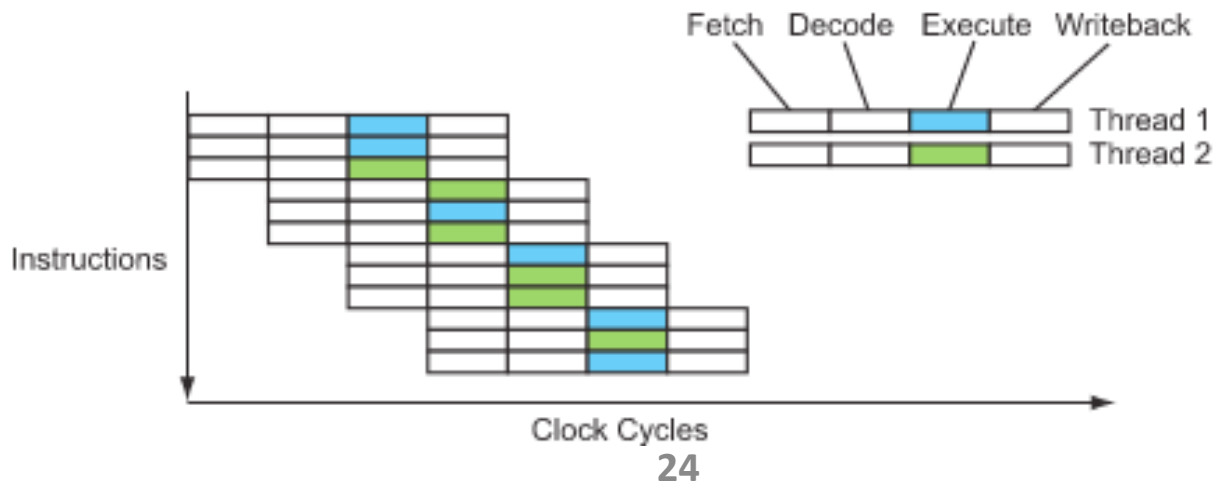 Fetch Decode Execute Writeback
Thread 1
Thread 2
Instructions
Clock Cycles
24